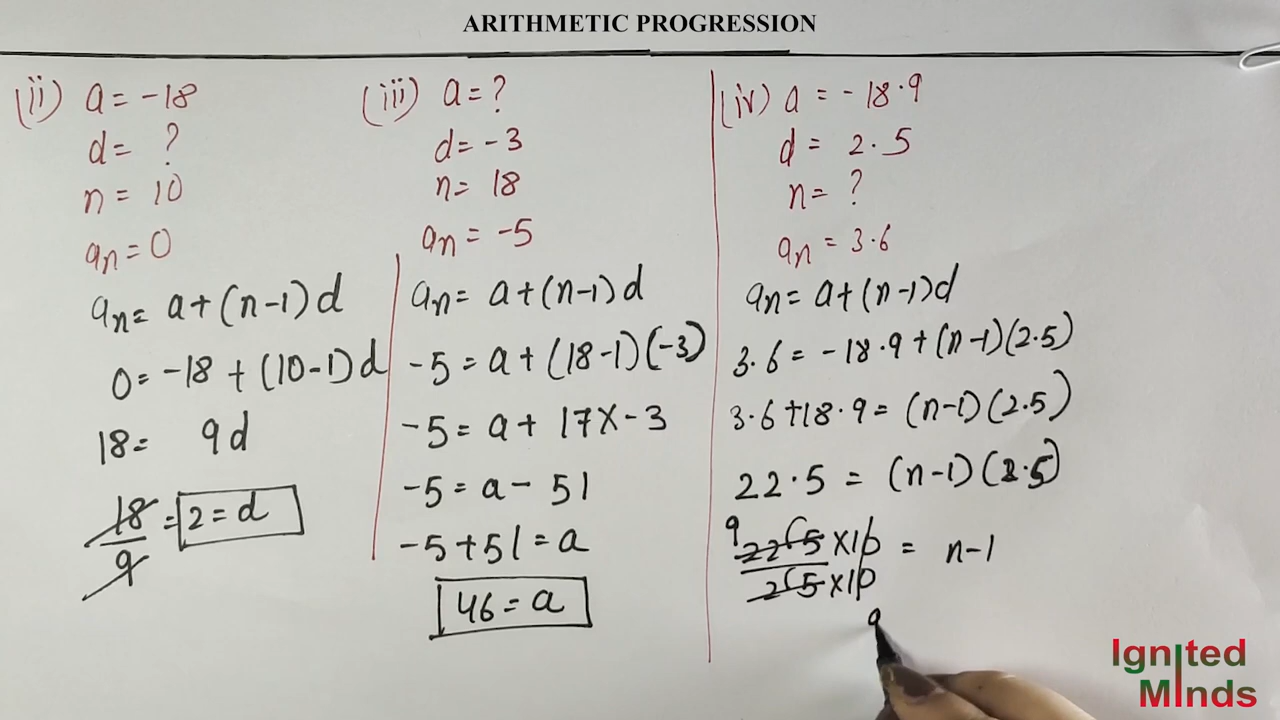 ARITHMETIC PROGRESSION
(ii) a = -18
d = ?
n = 10
an = 0
an = a + (n-1) d
0 = -18 + (10-1) d
18 = 9d
18/9 = 2 = d
(iii) a = ?
d = -3
n = 18
an = -5
an = a + (n-1) d
-5 = a + (18-1) (-3)
-5 = a + 17 X - 3
-5 = a - 51
-5 + 51 = a
46 = a
(iv) a = -18.9
d = 2.5
n = ?
an = 3.6
an = a + (n-1) d
3.6 = -18.9 + (n-1) (2.5)
3.6 + 18.9 = (n-1) (2.5)
22.5 = (n-1) (2.5)
9
22.5 X10 = n-1
2.5 X10
9
Ignited
Minds